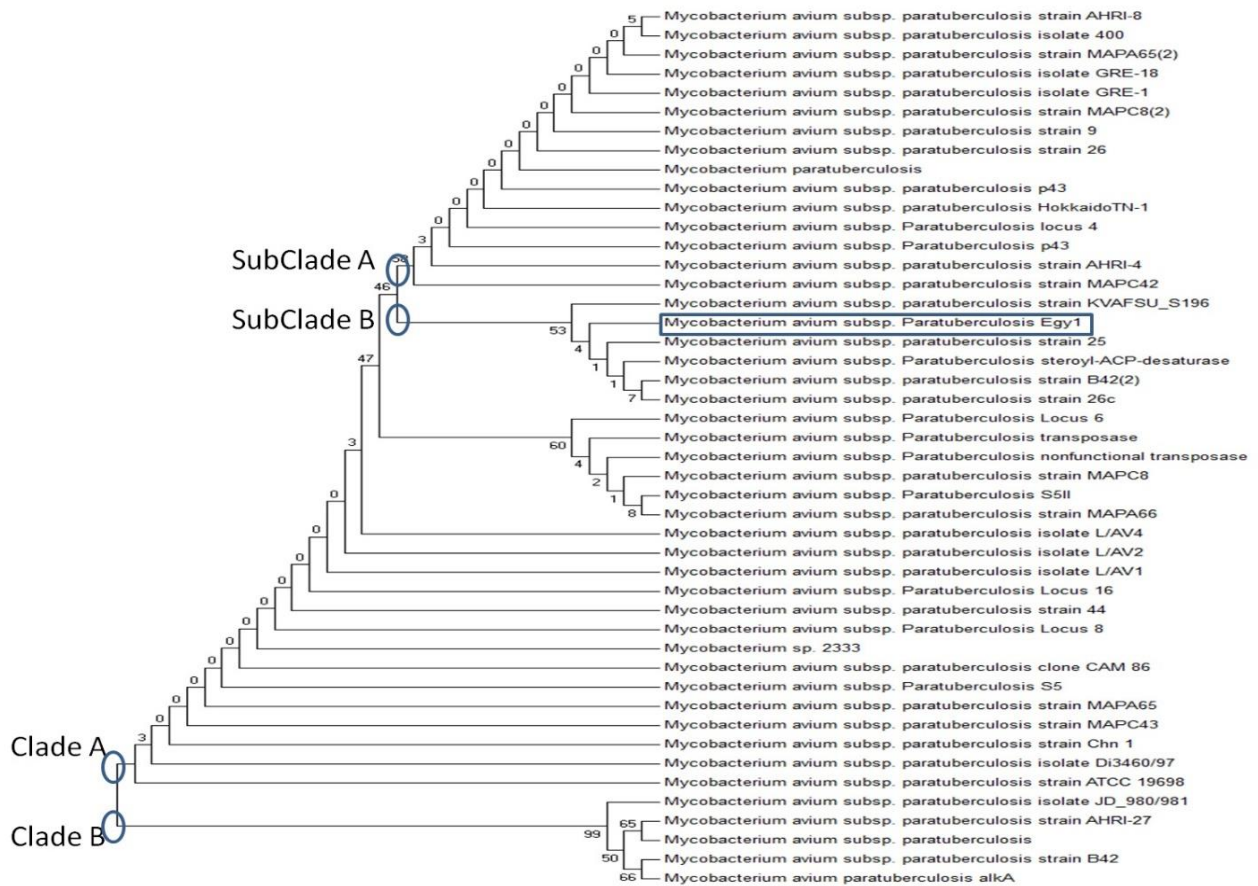 Mycobacterium avium subsp. paratuberculosis strain AHRI-8
5
Mycobacterium avium subsp. paratuberculosis isolate 400
0
Mycobacterium avium subsp. paratuberculosis strain MAPA65(2)
0
Mycobacterium avium subsp. paratuberculosis isolate GRE-18
0
Mycobacterium avium subsp. paratuberculosis isolate GRE-1
0
Mycobacterium avium subsp. paratuberculosis strain MAPC8(2)
0
Mycobacterium avium subsp. paratuberculosis strain 9
0
Mycobacterium avium subsp. paratuberculosis strain 26
0
Mycobacterium paratuberculosis
0
Mycobacterium avium subsp. paratuberculosis p43
0
Mycobacterium avium subsp. paratuberculosis HokkaidoTN-1
0
Mycobacterium avium subsp. Paratuberculosis locus 4
0
Mycobacterium avium subsp. Paratuberculosis p43
3
Mycobacterium avium subsp. paratuberculosis strain AHRI-4
SubClade A
Mycobacterium avium subsp. paratuberculosis strain MAPC42
46
Mycobacterium avium subsp. paratuberculosis strain KVAFSU_S196
SubClade B
Mycobacterium avium subsp. Paratuberculosis Egy1
53
Mycobacterium avium subsp. paratuberculosis strain 25
4
Mycobacterium avium subsp. Paratuberculosis steroyl-ACP-desaturase
47
1
Mycobacterium avium subsp. paratuberculosis strain B42(2)
1
Mycobacterium avium subsp. paratuberculosis strain 26c
7
Mycobacterium avium subsp. Paratuberculosis Locus 6
60
Mycobacterium avium subsp. Paratuberculosis transposase
3
4
Mycobacterium avium subsp. Paratuberculosis nonfunctional transposase
2
Mycobacterium avium subsp. paratuberculosis strain MAPC8
1
Mycobacterium avium subsp. Paratuberculosis S5II
0
8
Mycobacterium avium subsp. paratuberculosis strain MAPA66
0
Mycobacterium avium subsp. paratuberculosis isolate L/AV4
0
Mycobacterium avium subsp. paratuberculosis isolate L/AV2
0
Mycobacterium avium subsp. paratuberculosis isolate L/AV1
0
Mycobacterium avium subsp. Paratuberculosis Locus 16
0
Mycobacterium avium subsp. paratuberculosis strain 44
0
Mycobacterium avium subsp. Paratuberculosis Locus 8
0
Mycobacterium sp. 2333
0
Mycobacterium avium subsp. paratuberculosis clone CAM 86
0
Mycobacterium avium subsp. Paratuberculosis S5
0
Mycobacterium avium subsp. paratuberculosis strain MAPA65
Mycobacterium avium subsp. paratuberculosis strain MAPC43
3
Mycobacterium avium subsp. paratuberculosis strain Chn 1
Clade A
Mycobacterium avium subsp. paratuberculosis isolate Di3460/97
Mycobacterium avium subsp. paratuberculosis strain ATCC 19698
Mycobacterium avium subsp. paratuberculosis isolate JD_980/981
65
Mycobacterium avium subsp. paratuberculosis strain AHRI-27
Clade B
99
Mycobacterium avium subsp. paratuberculosis
50
Mycobacterium avium subsp. paratuberculosis strain B42
66
Mycobacterium avium paratuberculosis alkA